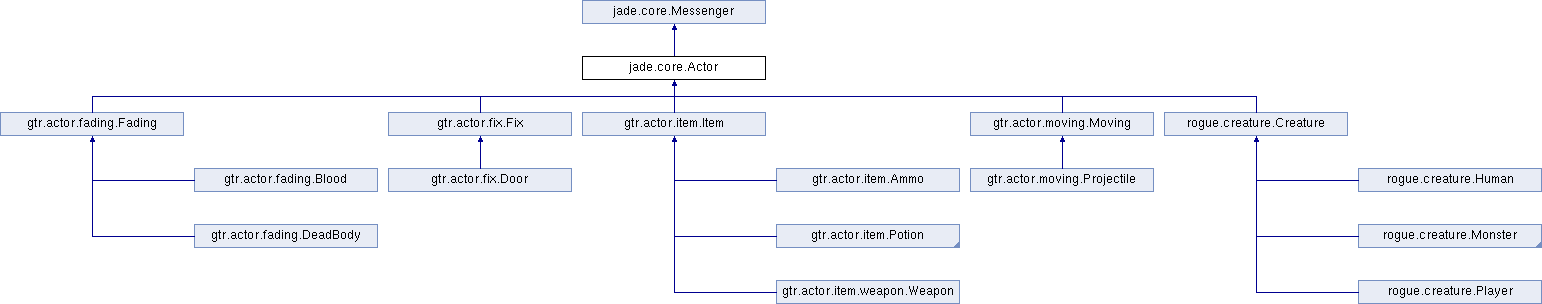 jade.core.Messenger
jade.core.Actor
gtr.actor.fading.Fading
gtr.actor.fix.Fix
gtr.actor.item.Item
gtr.actor.moving.Moving
rogue.creature.Creature
gtr.actor.fading.Blood
gtr.actor.fix.Door
gtr.actor.item.Ammo
gtr.actor.moving.Projectile
rogue.creature.Human
gtr.actor.fading.DeadBody
gtr.actor.item.Potion
rogue.creature.Monster
gtr.actor.item.weapon.Weapon
rogue.creature.Player